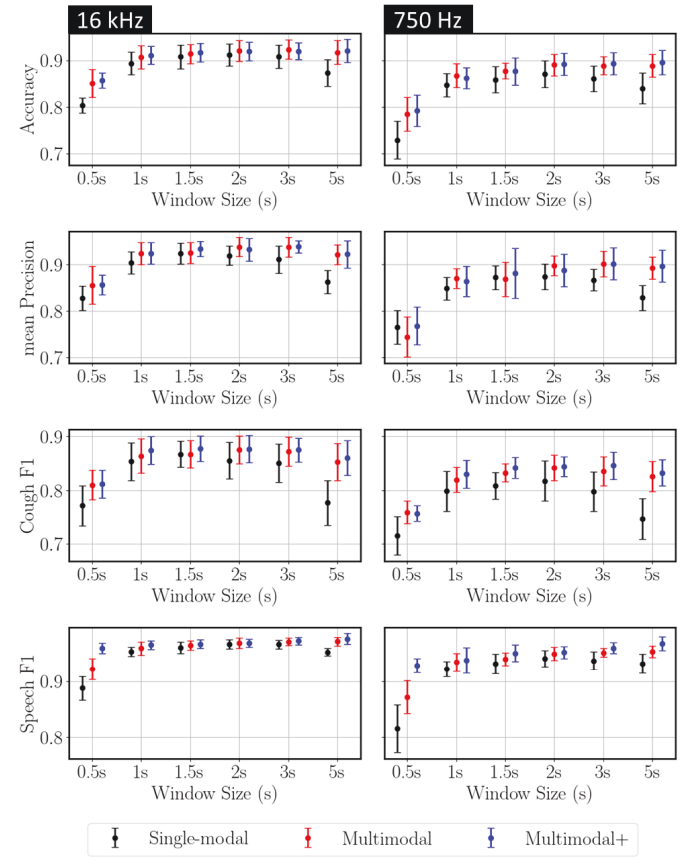 16 kHz
750 Hz
Accuracy
0.9
0.8
0.7
0.5s 1s 1.5s 2s 3s 5s
Window Size (s)
0.5s 1s 1.5s 2s 3s 5s
Window Size (s)
mean Precision
0.9
0.8
0.7
0.5s 1s 1.5s 2s 3s 5s
Window Size (s)
0.5s 1s 1.5s 2s 3s 5s
Window Size (s)
Cough F1
0.9
0.8
0.7
0.5s 1s 1.5s 2s 3s 5s
Window Size (s)
0.5s 1s 1.5s 2s 3s 5s
Window Size (s)
Speech F1
0.9
0.8
0.5s 1s 1.5s 2s 3s 5s
Window Size (s)
0.5s 1s 1.5s 2s 3s 5s
Window Size (s)
Single-modal Multimodal Multimodal+